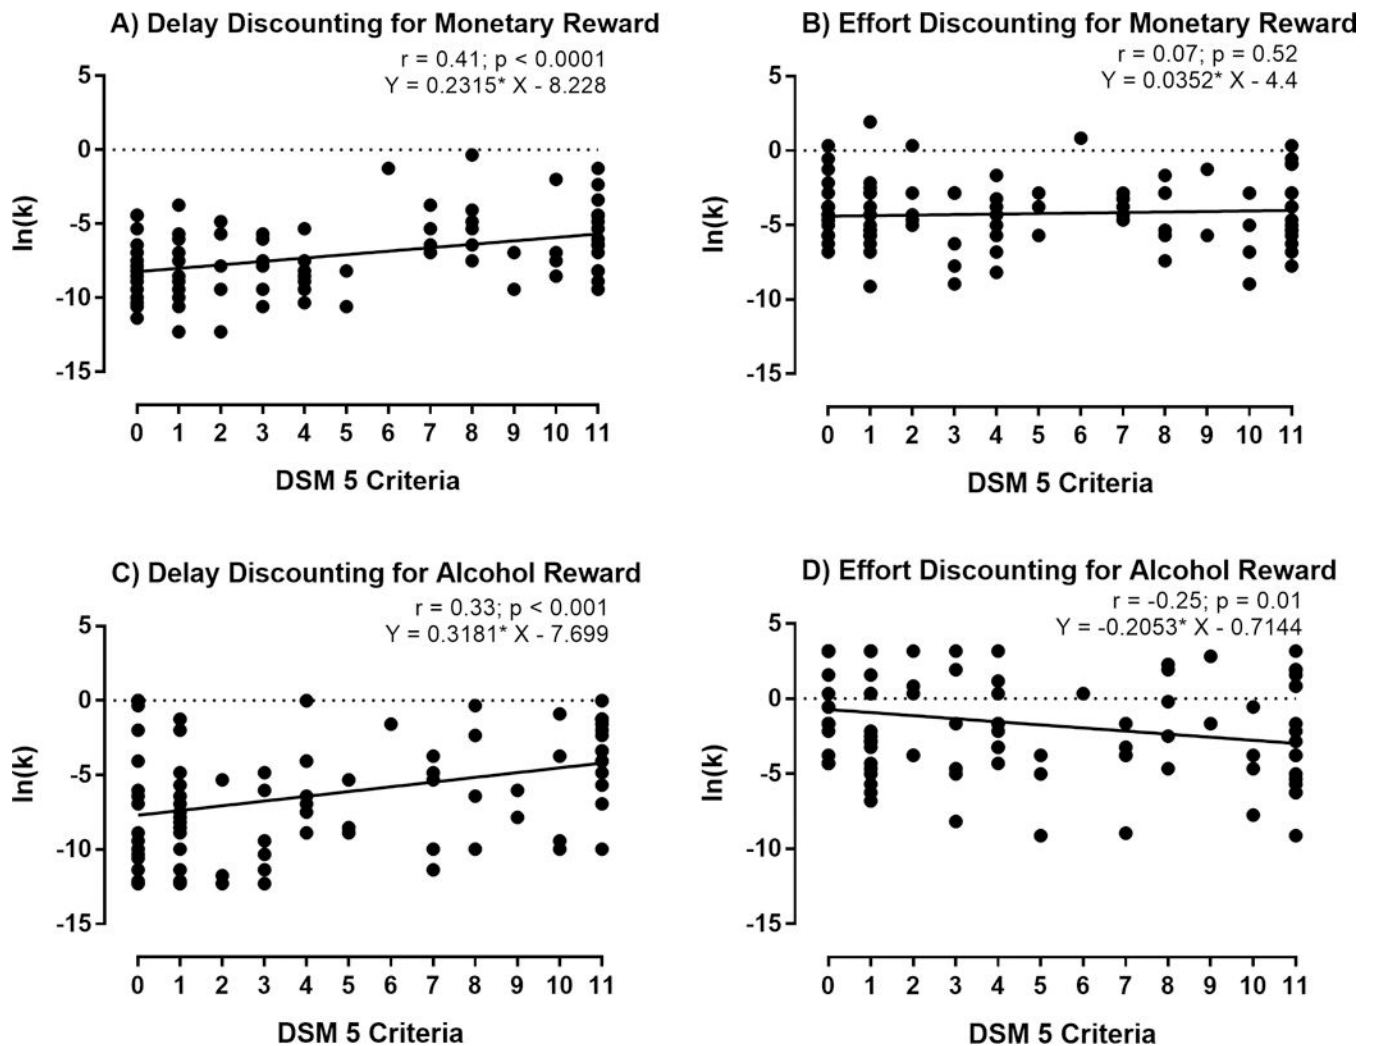 A) Delay Discounting for Monetary Reward
r = 0.41; p < 0.0001
Y = 0.2315* X - 8.228
5
0
-5
-10
-15
ln(k)
0 1 2 3 4 5 6 7 8 9 10 11
DSM 5 Criteria
B) Effort Discounting for Monetary Reward
r = 0.07; p = 0.52
Y = 0.0352* X - 4.4
5
0
-5
-10
-15
ln(k)
0 1 2 3 4 5 6 7 8 9 10 11
DSM 5 Criteria
C) Delay Discounting for Alcohol Reward
r = 0.33; p < 0.001
Y = 0.3181* X - 7.699
5
0
-5
-10
-15
ln(k)
0 1 2 3 4 5 6 7 8 9 10 11
DSM 5 Criteria
D) Effort Discounting for Alcohol Reward
r = -0.25; p = 0.01
Y = -0.2053* X - 0.7144
5
0
-5
-10
-15
ln(k)
0 1 2 3 4 5 6 7 8 9 10 11
DSM 5 Criteria